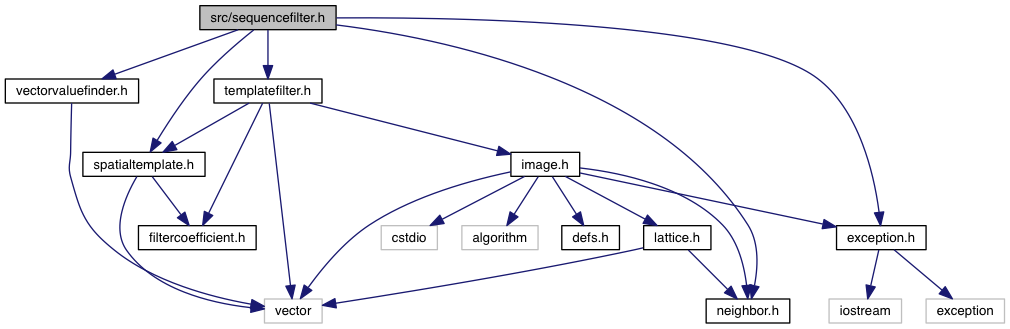 src/sequencefilter.h
vectorvaluefinder.h
templatefilter.h
spatialtemplate.h
image.h
filtercoefficient.h
cstdio
algorithm
defs.h
lattice.h
exception.h
vector
neighbor.h
iostream
exception